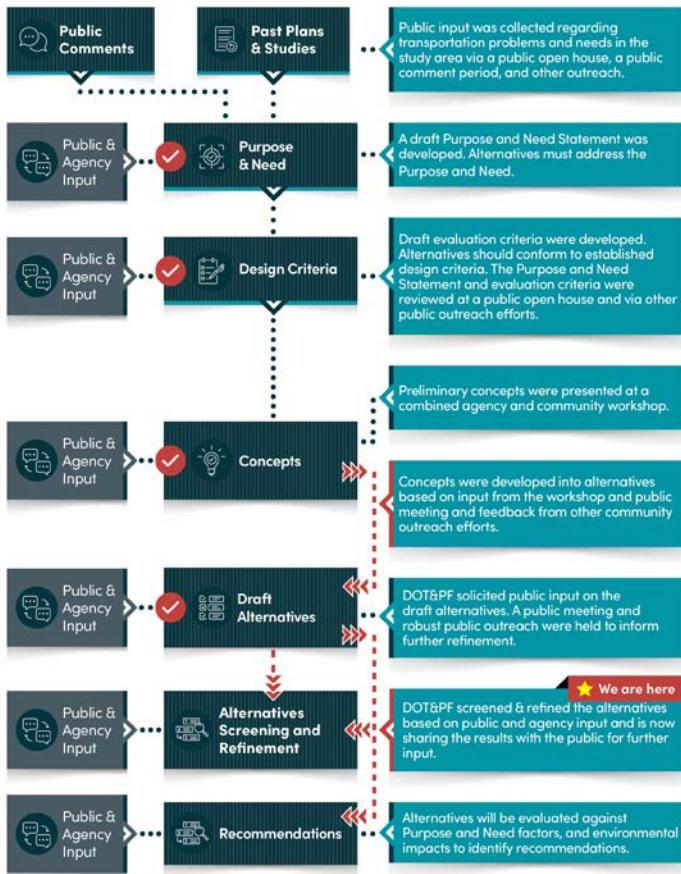 Public
Comments
Past Plans
& Studies
Public input was collected regarding
transportation problems and needs in the
study area via a public open house, a public
comment period, and other outreach.
Public &
Agency
Input
Purpose
& Need
A draft Purpose and Need Statement was
developed. Alternatives must address the
Purpose and Need.
Public &
Agency
Input
Design Criteria
Draft evaluation criteria were developed.
Alternatives should conform to established
design criteria. The Purpose and Need
Statement and evaluation criteria were
reviewed at a public open house and via other
public outreach efforts.
Public &
Agency
Input
Concepts
Preliminary concepts were presented at a
combined agency and community workshop.
Concepts were developed into alternatives
based on input from the workshop and public
meeting and feedback from other community
outreach efforts.
Public &
Agency
Input
Draft
Alternatives
DOT&PF solicited public input on the
draft alternatives. A public meeting and
robust public outreach were held to inform
further refinement.
Public &
Agency
Input
Alternatives
Screening and
Refinement
We are here
DOT&PF screened & refined the alternatives
based on public and agency input and is now
sharing the results with the public for further
input.
Public &
Agency
Input
Recommendations
Alternatives will be evaluated against
Purpose and Need factors, and environmental
impacts to identify recommendations.